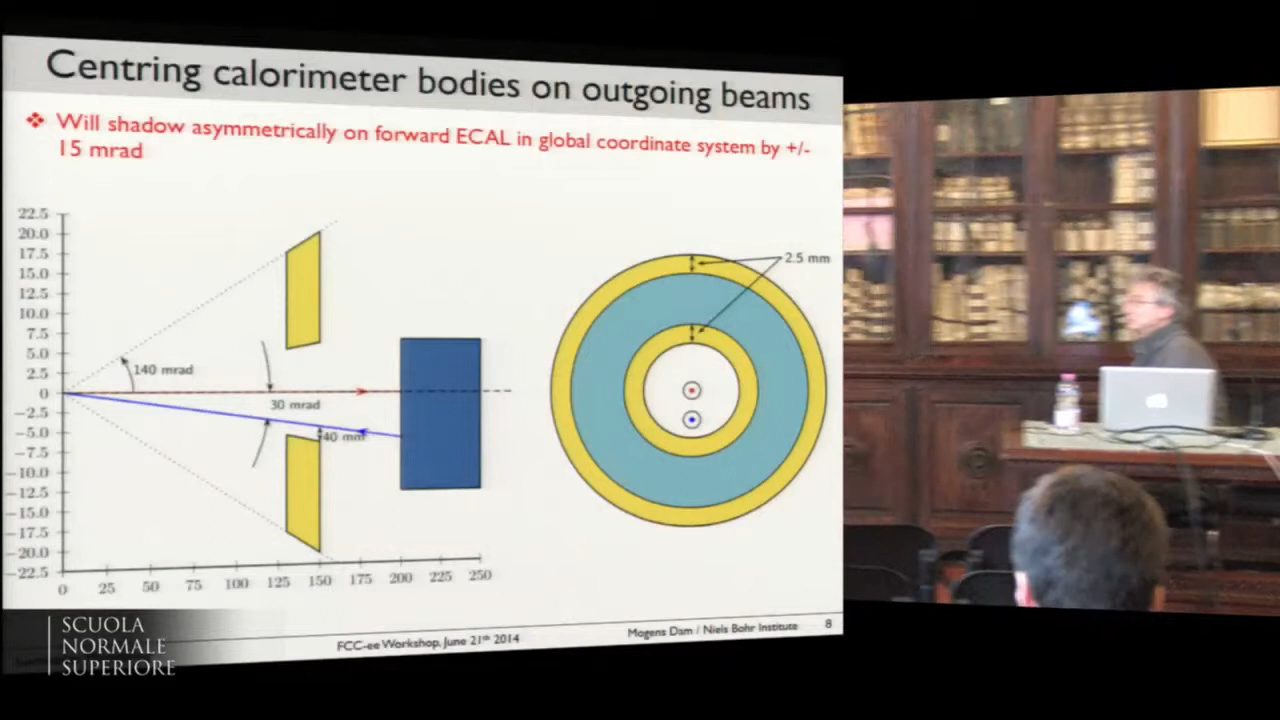 Centring calorimeter bodies on outgoing beams
❖ Will shadow asymmetrically on forward ECAL in global coordinate system by +/-
15 mrad
22.5
20.0
17.5
15.0
12.5
10.0
7.5
5.0
2.5
0
−2.5
−5.0
−7.5
−10.0
−12.5
−15.0
−17.5
−20.0
−22.5
140 mrad
30 mrad
40 mm
0 25 50 75 100 125 150 175 200 225 250
2.5 mm
FCC-ee Workshop, June 21st 2014
Mogens Dam / Niels Bohr Institute
8
SCUOLA
NORMALE
SUPERIORE